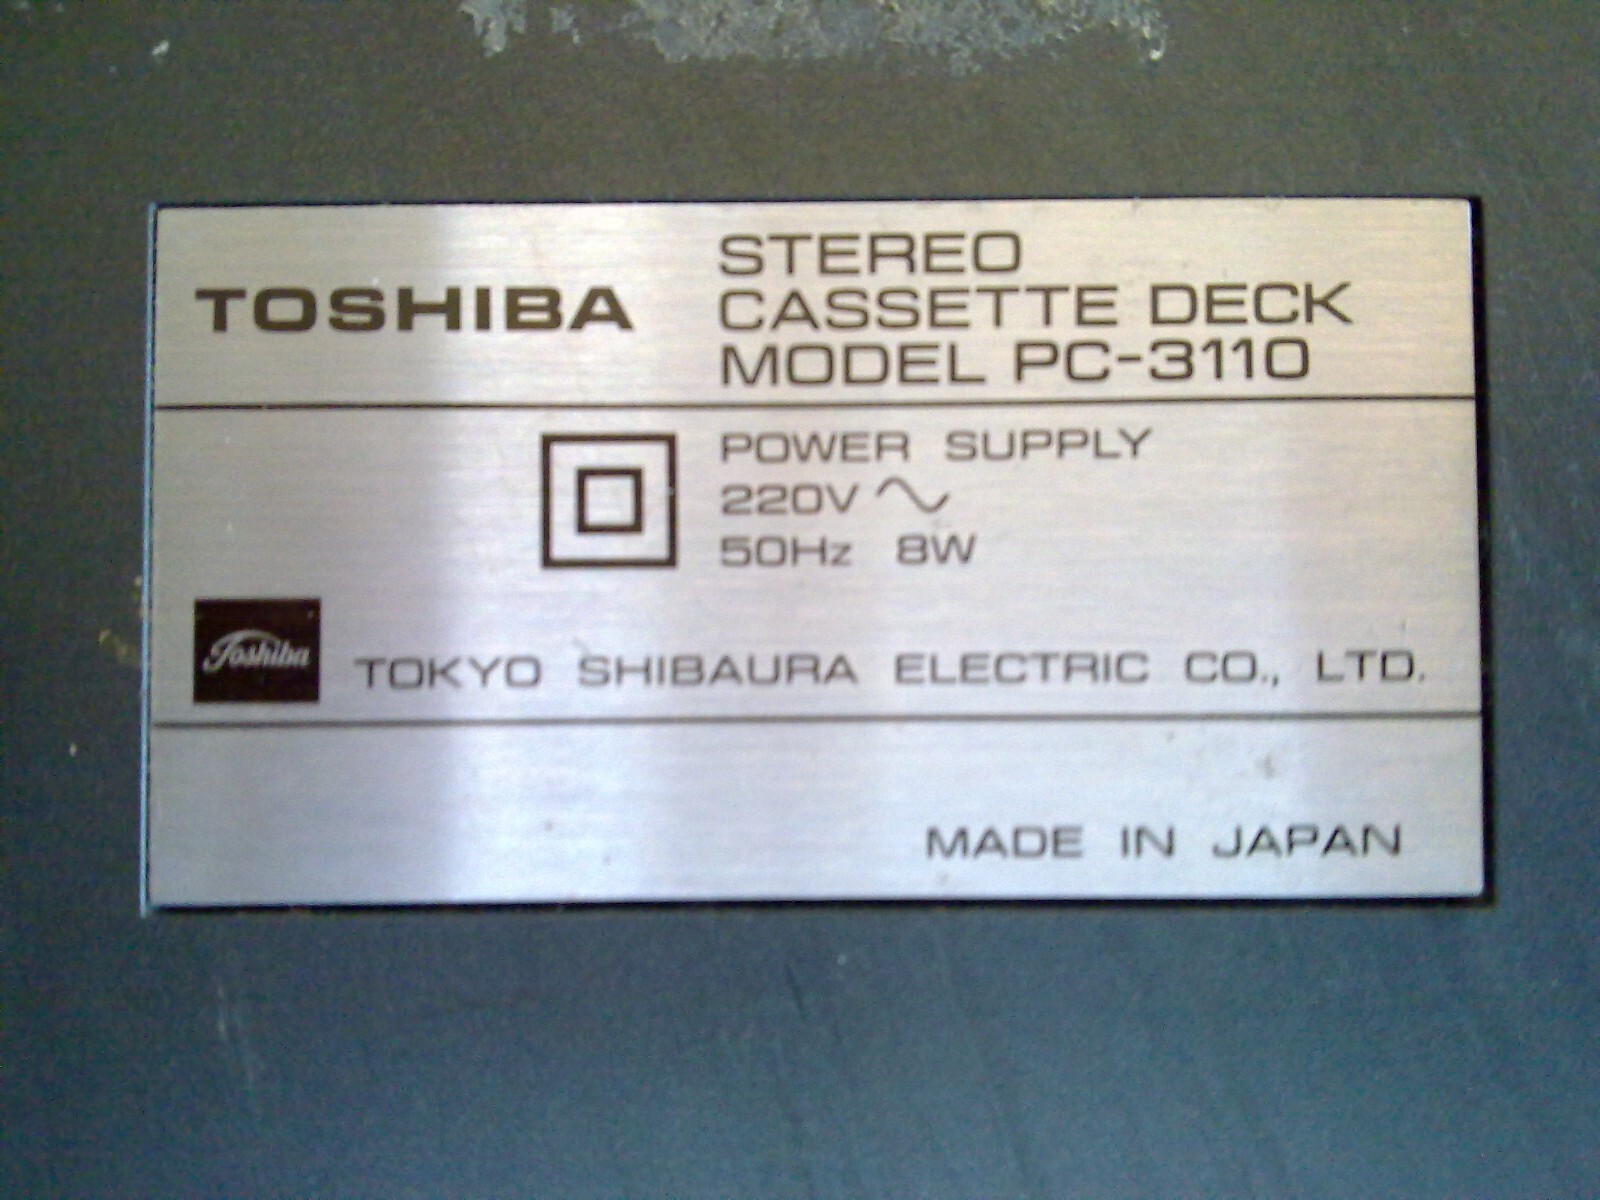 TOSHIBA
STEREO
CASSETTE DECK
MODEL PC-3110
POWER SUPPLY
220V ∿
50Hz 8W
Toshiba
TOKYO SHIBAURA ELECTRIC CO., LTD.
MADE IN JAPAN